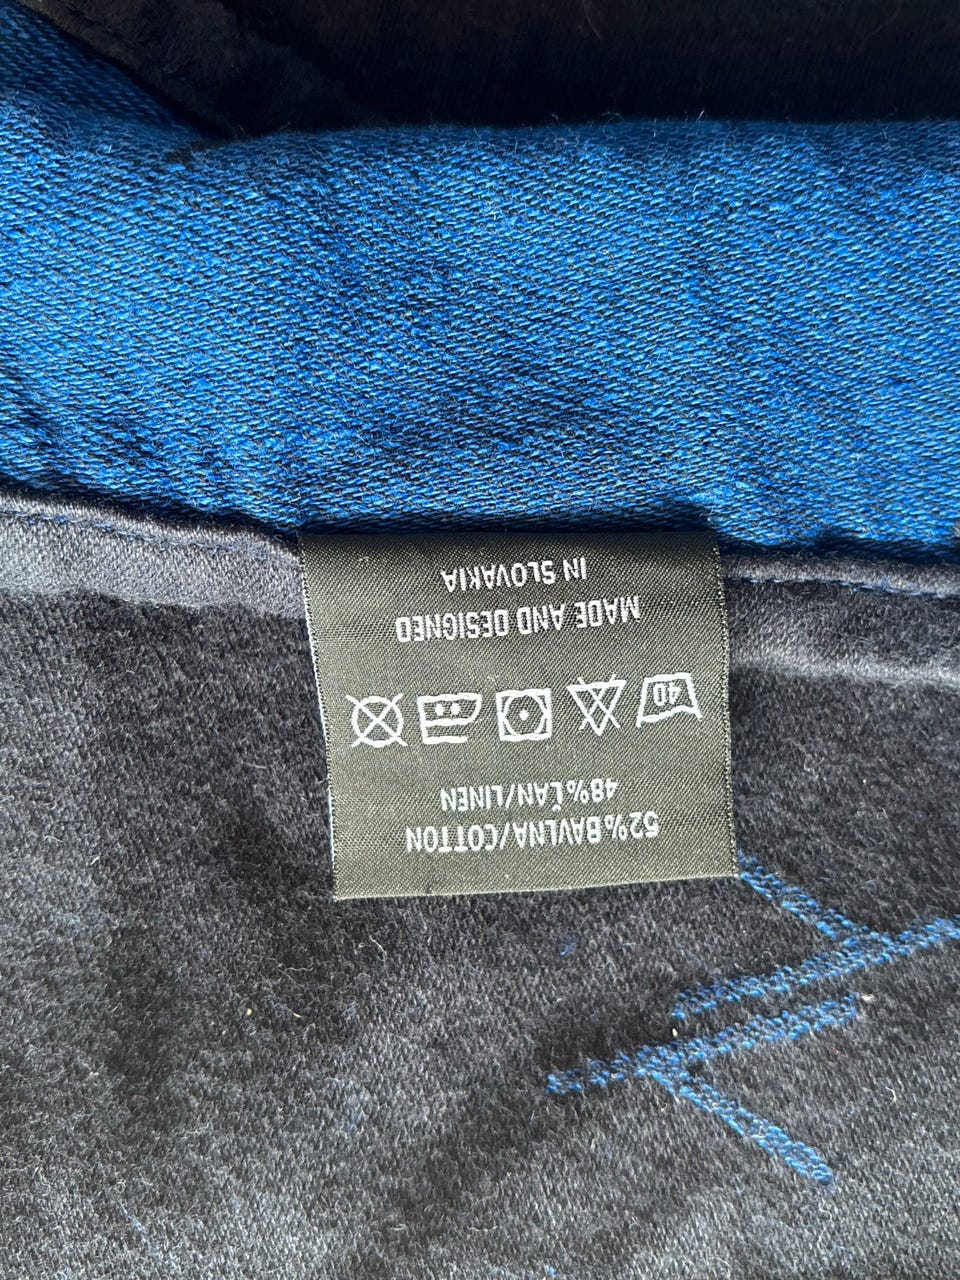 52% BAVLNA/COTTON
48% ĽAN/LINEN
40
MADE AND DESIGNED
IN SLOVAKIA